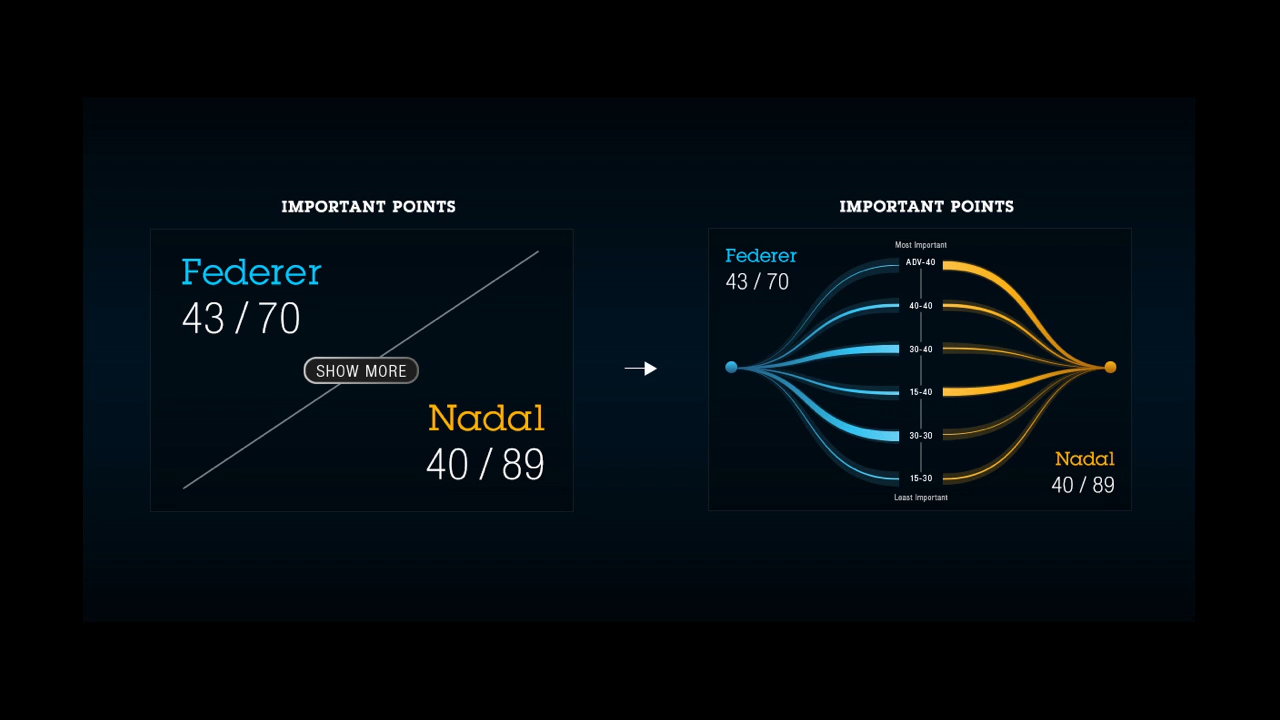 IMPORTANT POINTS
Federer
43 / 70
SHOW MORE
Nadal
40 / 89
IMPORTANT POINTS
Federer
43 / 70
Most Important
ADV-40
40-40
30-40
15-40
30-30
15-30
Least Important
Nadal
40 / 89